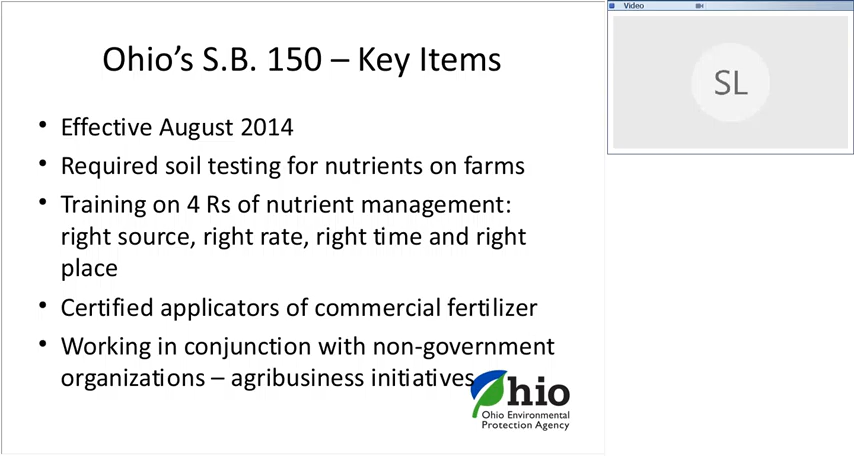 Ohio’s S.B. 150 – Key Items
• Effective August 2014
• Required soil testing for nutrients on farms
• Training on 4 Rs of nutrient management:
right source, right rate, right time and right
place
• Certified applicators of commercial fertilizer
• Working in conjunction with non-government
organizations – agribusiness initiatives
Ohio
Ohio Environmental
Protection Agency
Video
SL